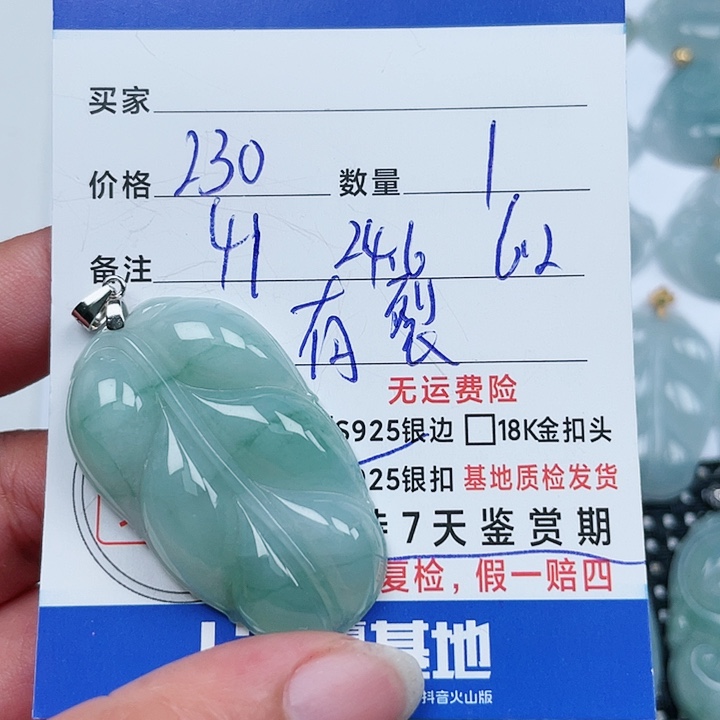 买家
价格 230 数量 1
备注 41 24.6 6.2
有裂
无运费险
S925银边 □18K金扣头
925银扣 基地质检发货
持7天鉴赏期
复检，假一赔四
基地
抖音火山版